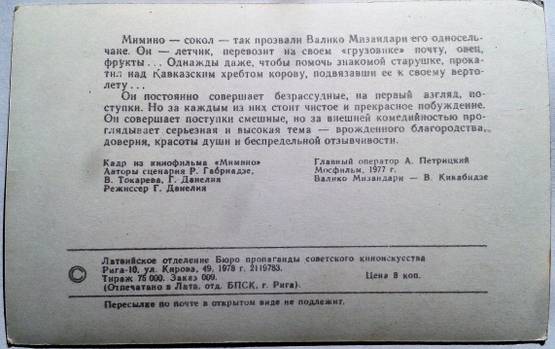 Мимино — сокол — так прозвали Валико Мизандари его односель-
чане. Он — летчик, перевозит на своем «грузовике» почту, овец,
фрукты... Однажды даже, чтобы помочь знакомой старушке, прока-
тил над Кавказским хребтом корову, подвязавши ее к своему верто-
лету...
Он постоянно совершает безрассудные, на первый взгляд, по-
ступки. Но за каждым из них стоит чистое и прекрасное побуждение.
Он совершает поступки смешные, но за внешней комедийностью про-
глядывает серьезная и высокая тема — врожденного благородства,
доверия, красоты души и беспредельной отзывчивости.
Кадр из кинофильма «Мимино»
Авторы сценария Р. Габриадзе,
В. Токарева, Г. Данелия
Режиссер Г. Данелия
Главный оператор А. Петрицкий
Мосфильм, 1977 г.
Валико Мизандари — В. Кикабидзе
© Латвийское отделение Бюро пропаганды советского киноискусства
Рига-10, ул. Кирова, 49, 1978 г. 2119783.
Тираж 75 000. Заказ 009. Цена 8 коп.
(Отпечатано в Латв. отд. БПСК, г. Рига).
Пересылке по почте в открытом виде не подлежит.